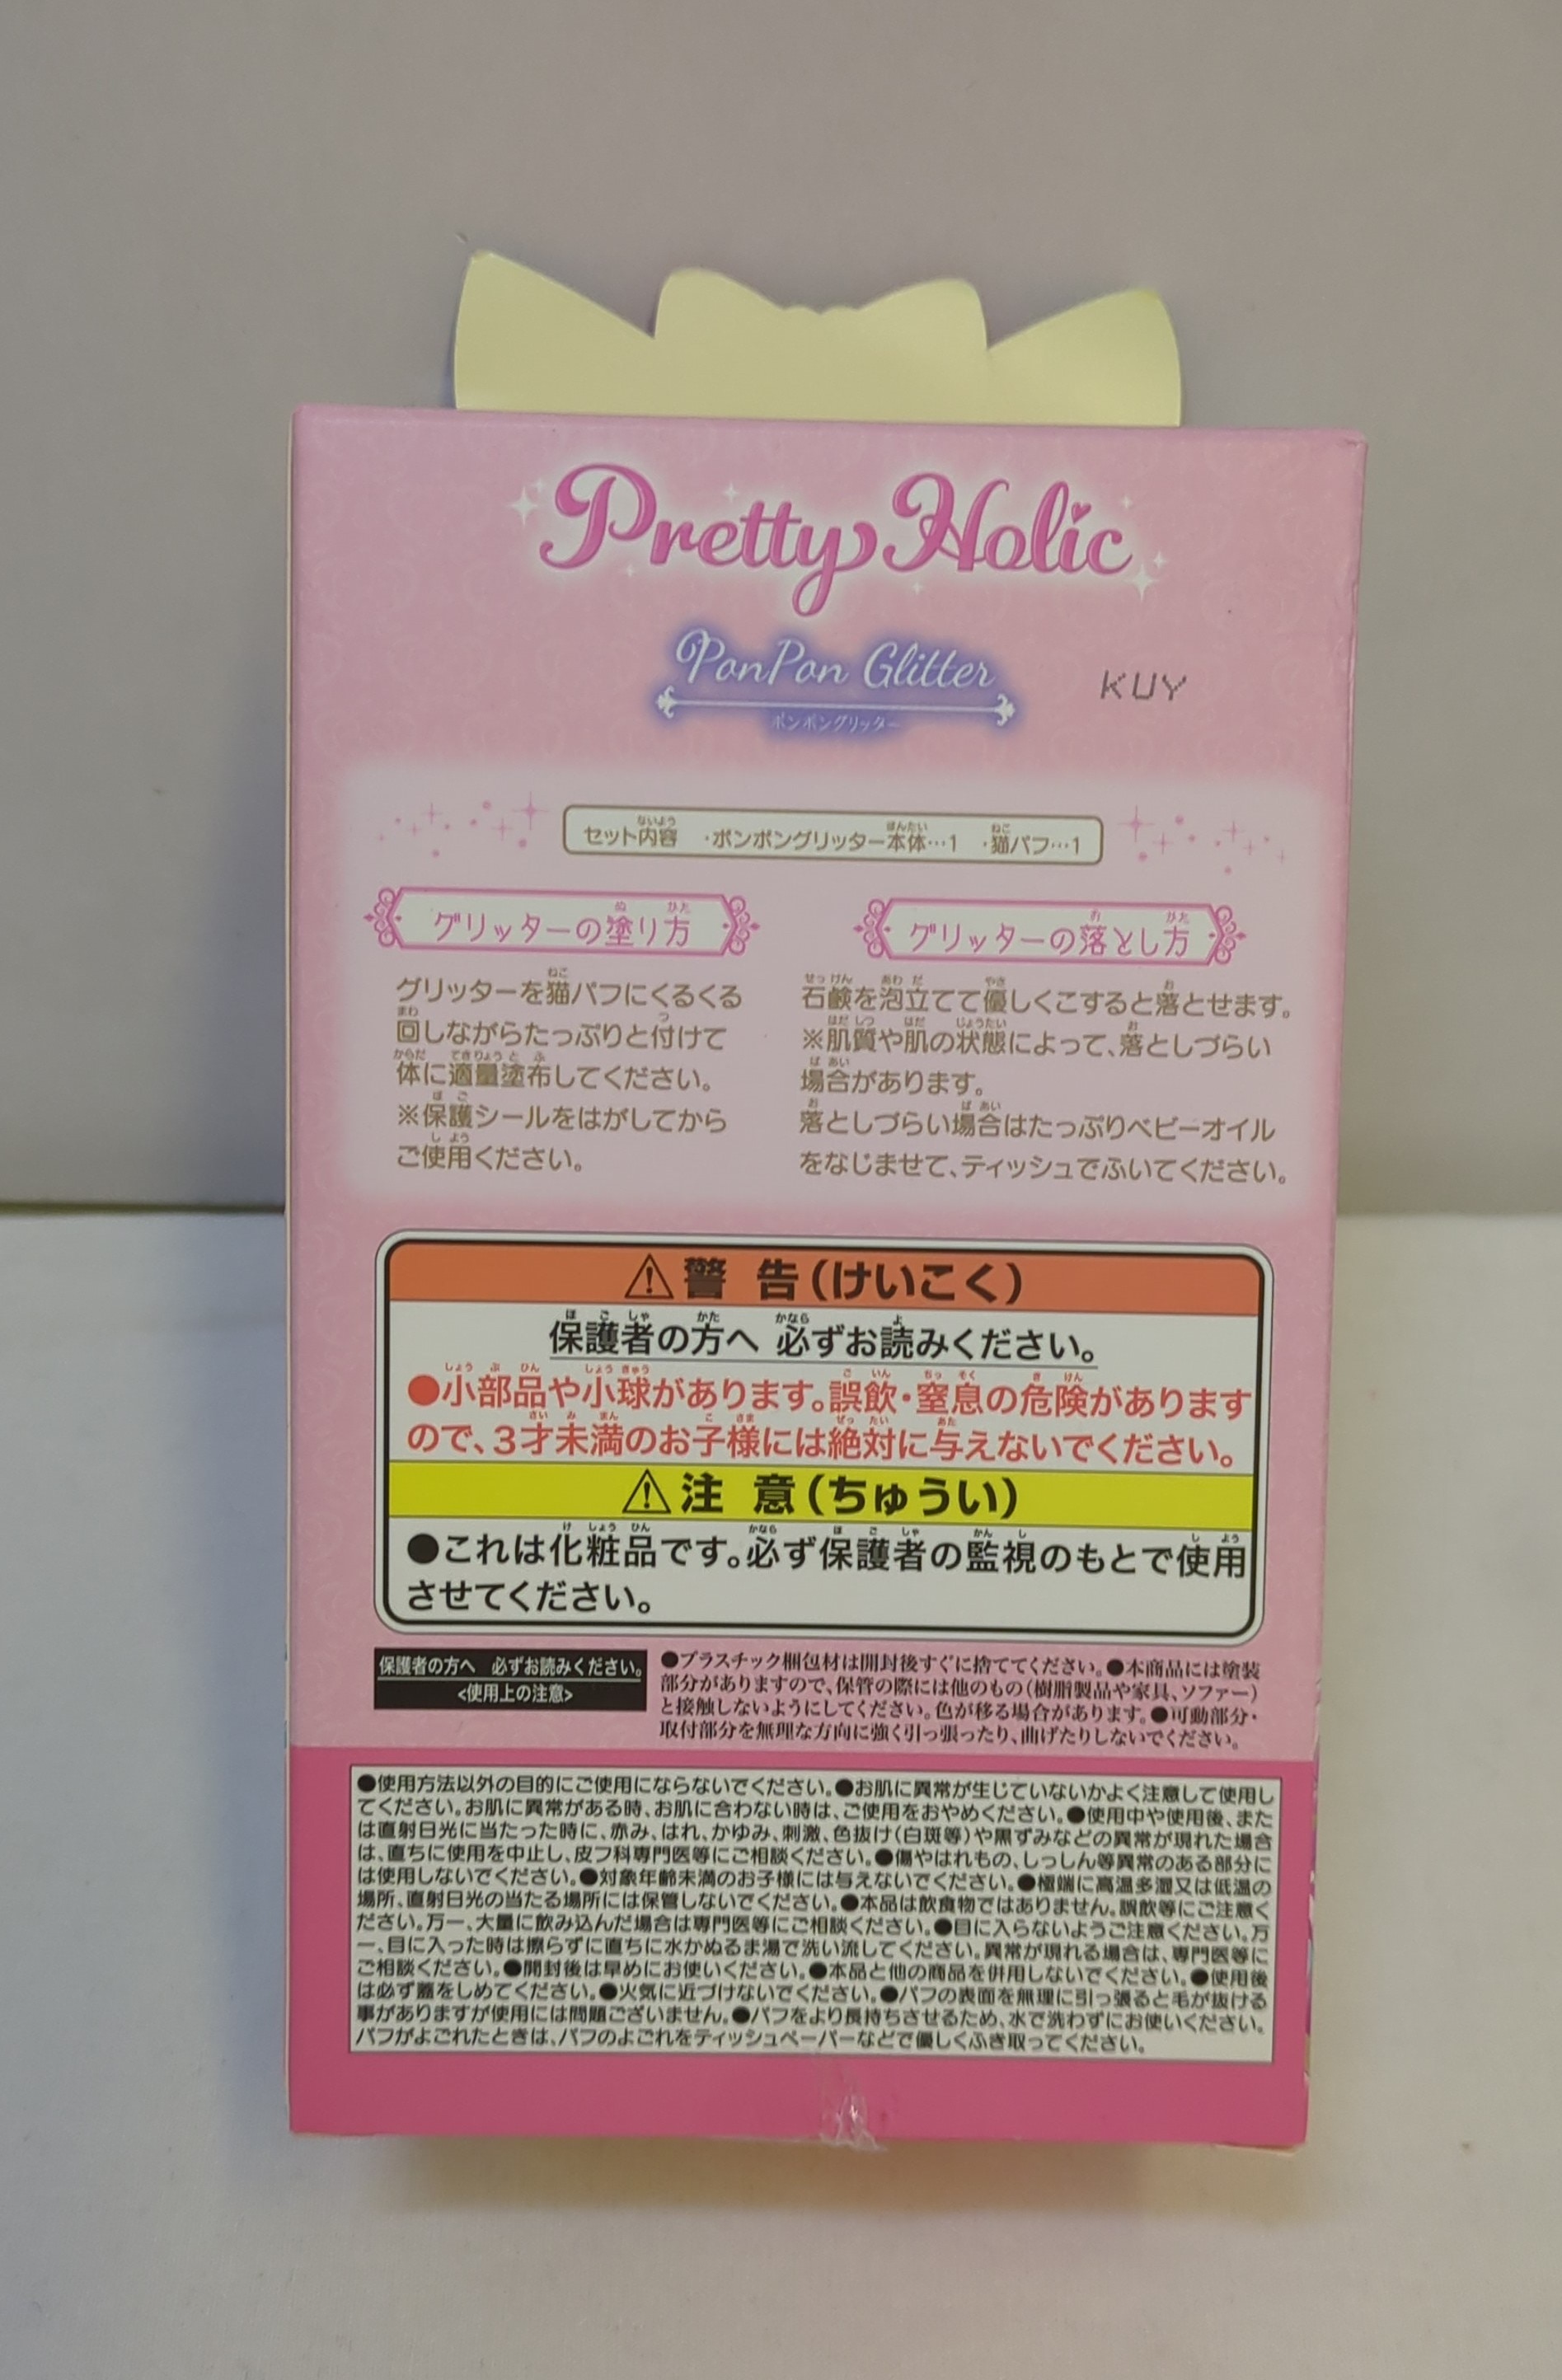 Pretty Holic
PonPon Glitter
ポンポングリッター
KUY
セット内容 ・ポンポングリッター本体…1 ・猫パフ…1
グリッターの塗り方
グリッターを猫パフにくるくる
回しながらたっぷりと付けて
体に適量塗布してください。
※保護シールをはがしてから
ご使用ください。
グリッターの落とし方
石鹸を泡立てて優しくこすると落とせます。
※肌質や肌の状態によって、落としづらい
場合があります。
落としづらい場合はたっぷりベビーオイル
をなじませて、ティッシュでふいてください。
⚠警 告(けいこく)
保護者の方へ 必ずお読みください。
●小部品や小球があります。誤飲・窒息の危険があります
ので、3才未満のお子様には絶対に与えないでください。
⚠注 意(ちゅうい)
●これは化粧品です。必ず保護者の監視のもとで使用
させてください。
保護者の方へ 必ずお読みください。
<使用上の注意>
●プラスチック梱包材は開封後すぐに捨ててください。●本商品には塗装
部分がありますので、保管の際には他のもの(樹脂製品や家具、ソファー)
と接触しないようにしてください。色が移る場合があります。●可動部分・
取付部分を無理な方向に強く引っ張ったり、曲げたりしないでください。
●使用方法以外の目的にご使用にならないでください。●お肌に異常が生じていないかよく注意して使用し
てください。お肌に異常がある時、お肌に合わない時は、ご使用をおやめください。●使用中や使用後、また
は直射日光に当たった時に、赤み、はれ、かゆみ、刺激、色抜け(白斑等)や黒ずみなどの異常が現れた場合
は、直ちに使用を中止し、皮フ科専門医等にご相談ください。●傷やはれもの、しっしん等異常のある部分に
は使用しないでください。●対象年齢未満のお子様には与えないでください。●極端に高温多湿又は低温の
場所、直射日光の当たる場所には保管しないでください。●本品は飲食物ではありません。誤飲等にご注意く
ださい。万一、大量に飲み込んだ場合は専門医等にご相談ください。●目に入らないようご注意ください。万
一、目に入った時は擦らずに直ちに水かぬるま湯で洗い流してください。異常が現れる場合は、専門医等に
ご相談ください。●開封後は早めにお使いください。●本品と他の商品を併用しないでください。●使用後
は必ず蓋をしめてください。●火気に近づけないでください。●パフの表面を無理に引っ張ると毛が抜ける
事がありますが使用には問題ございません。●パフをより長持ちさせるため、水で洗わずにお使いください。
パフがよごれたときは、パフのよごれをティッシュペーパーなどで優しくふき取ってください。